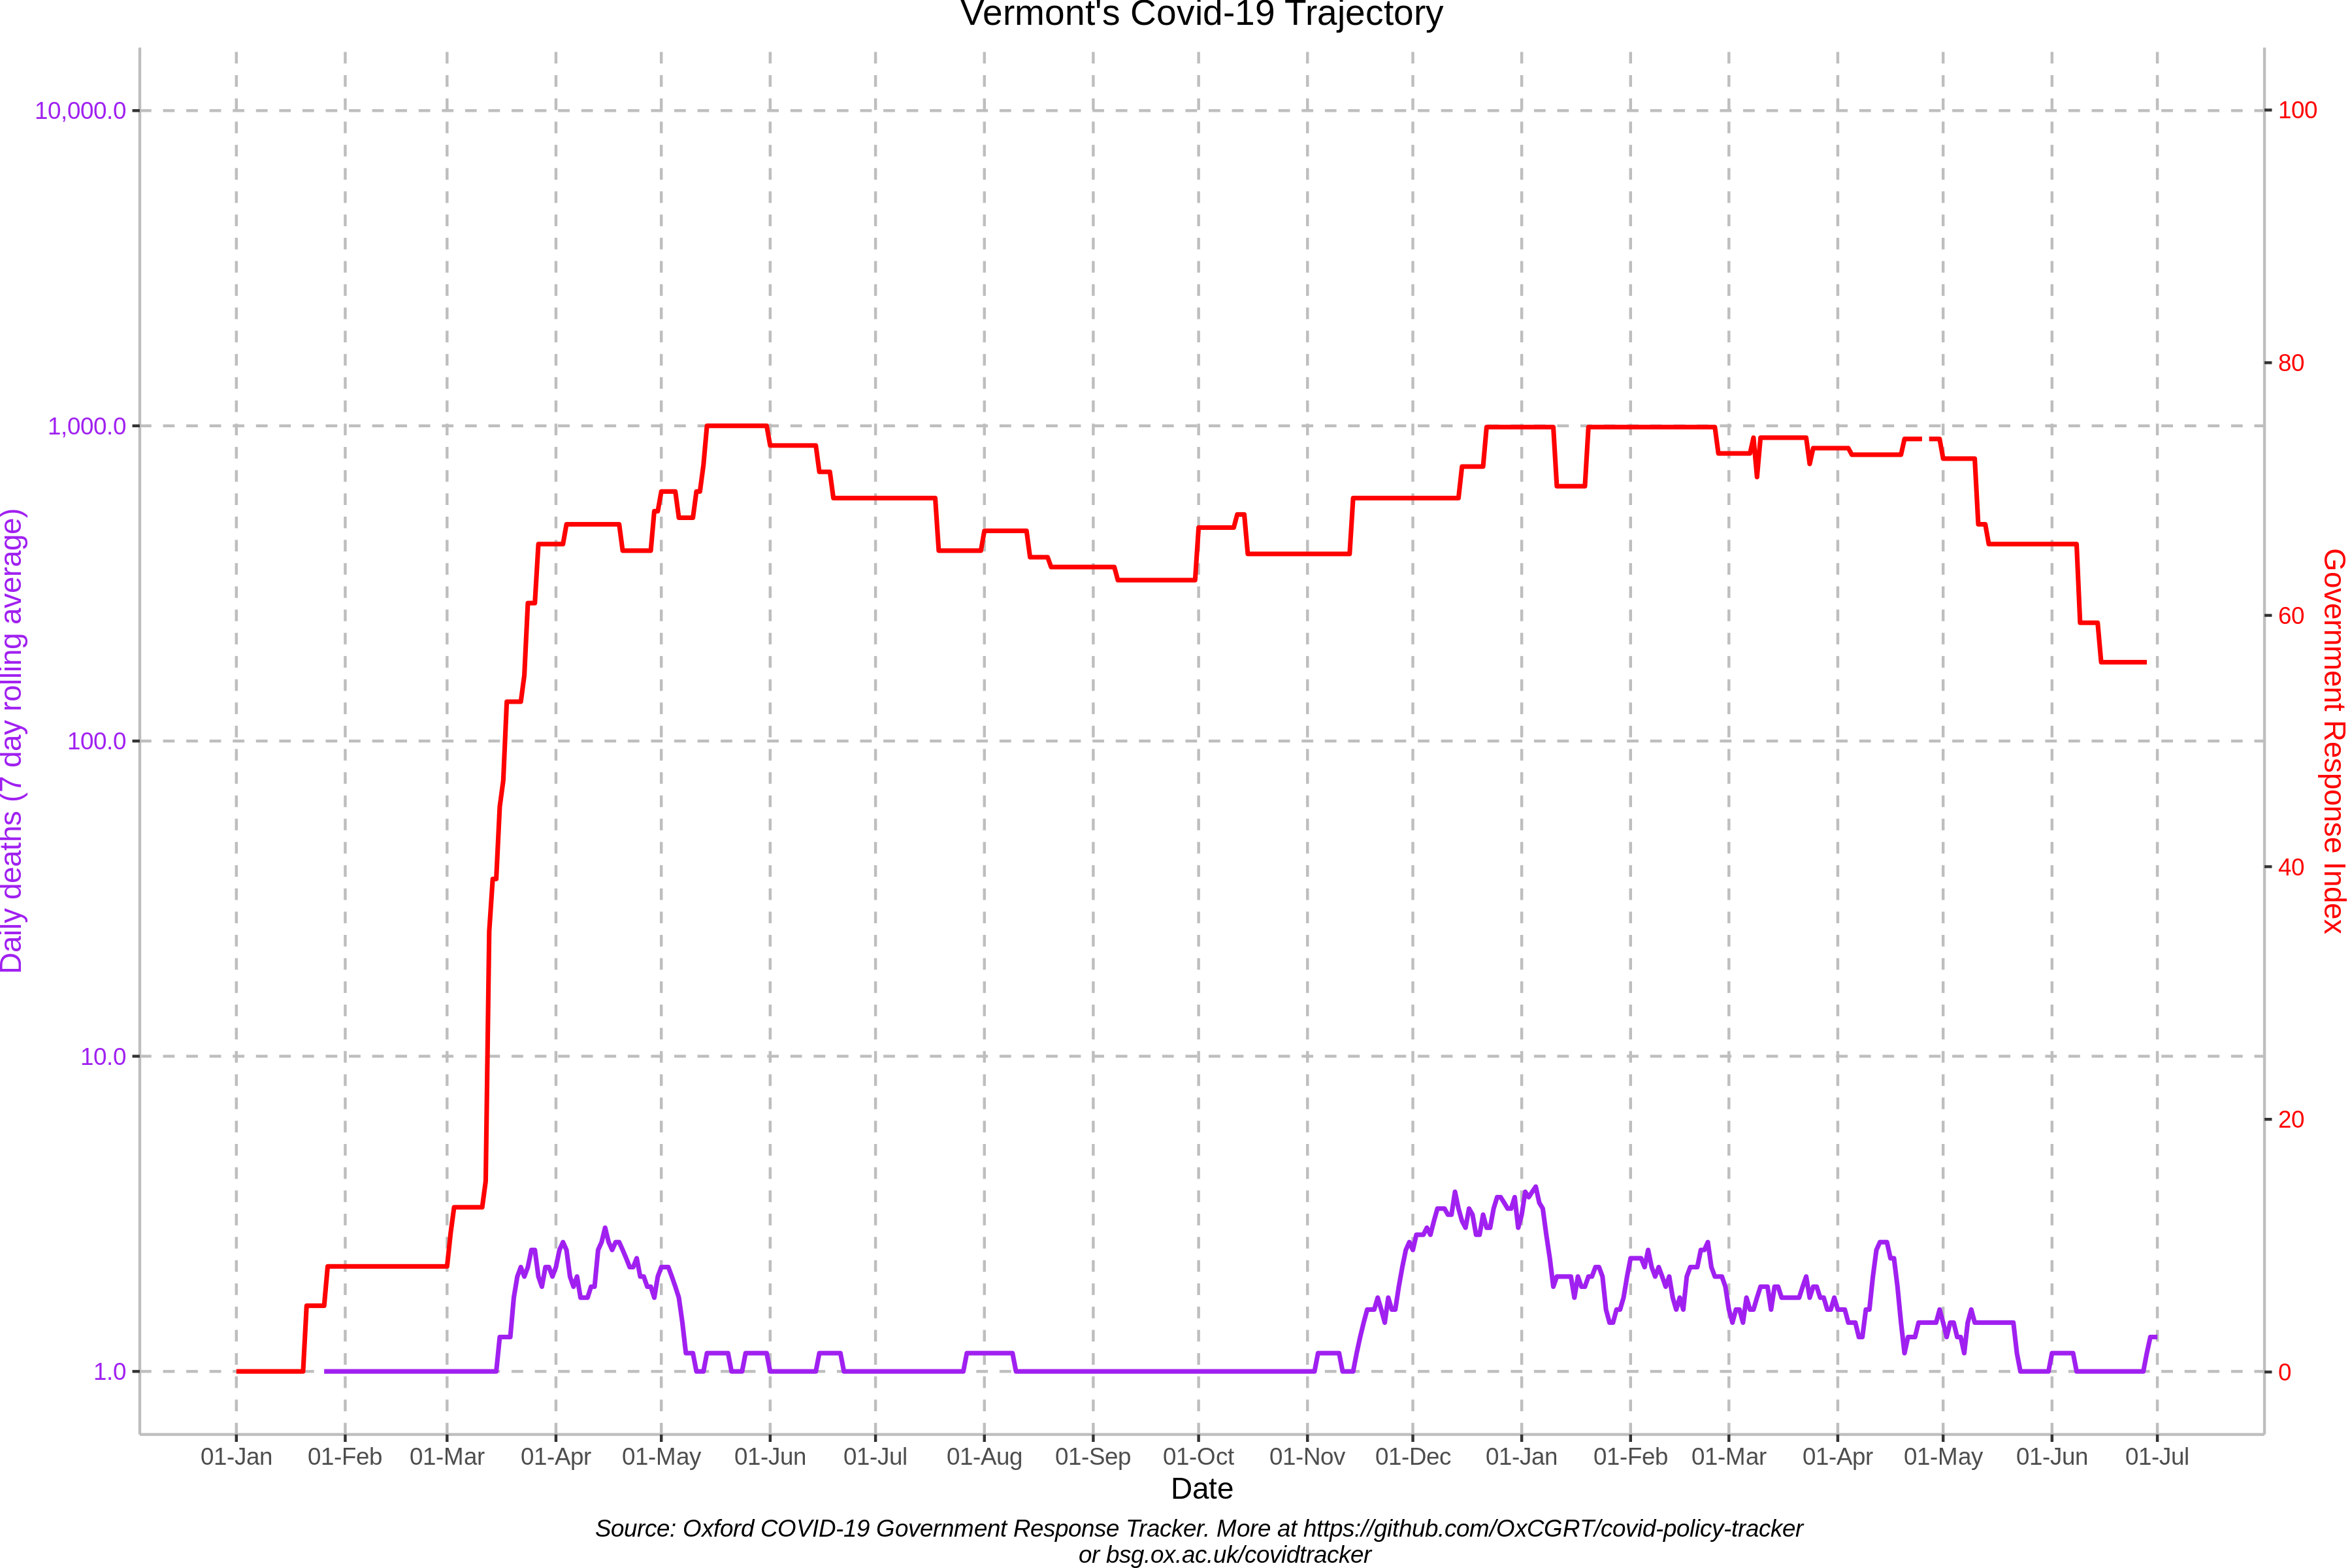 Vermont's Covid-19 Trajectory
10,000.0
1,000.0
100.0
10.0
1.0
Daily deaths (7 day rolling average)
100
80
60
40
20
0
Government Response Index
01-Jan 01-Feb 01-Mar 01-Apr 01-May 01-Jun 01-Jul 01-Aug 01-Sep 01-Oct 01-Nov 01-Dec 01-Jan 01-Feb 01-Mar 01-Apr 01-May 01-Jun 01-Jul
Date
Source: Oxford COVID-19 Government Response Tracker. More at https://github.com/OxCGRT/covid-policy-tracker
or bsg.ox.ac.uk/covidtracker